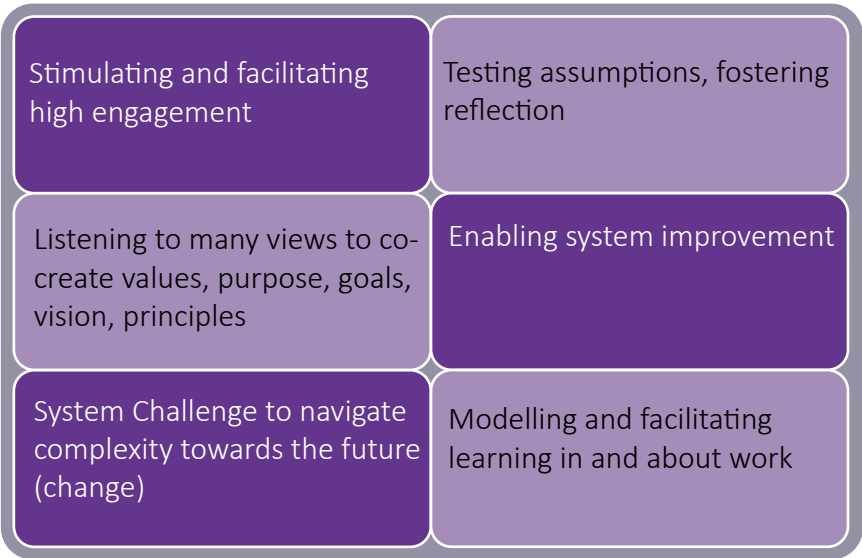 Stimulating and facilitating
high engagement
Testing assumptions, fostering
reflection
Listening to many views to co-
create values, purpose, goals,
vision, principles
Enabling system improvement
System Challenge to navigate
complexity towards the future
(change)
Modelling and facilitating
learning in and about work